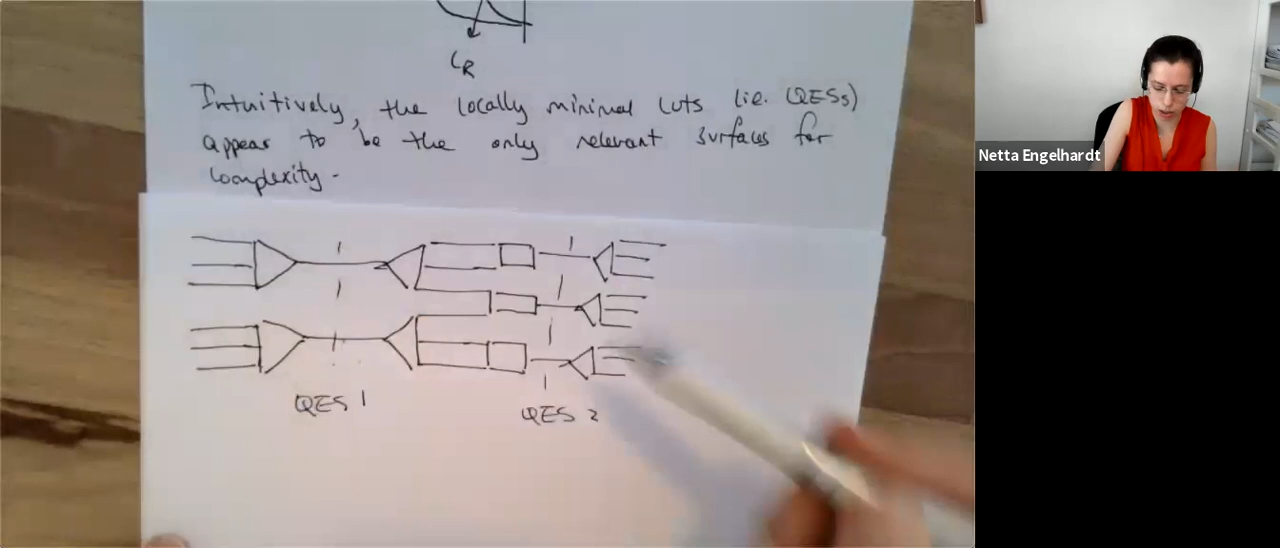 CR
Intuitively, the locally minimal cuts (i.e. QESs)
appear to be the only relevant surfaces for
complexity.
QES 1
QES 2
Netta Engelhardt